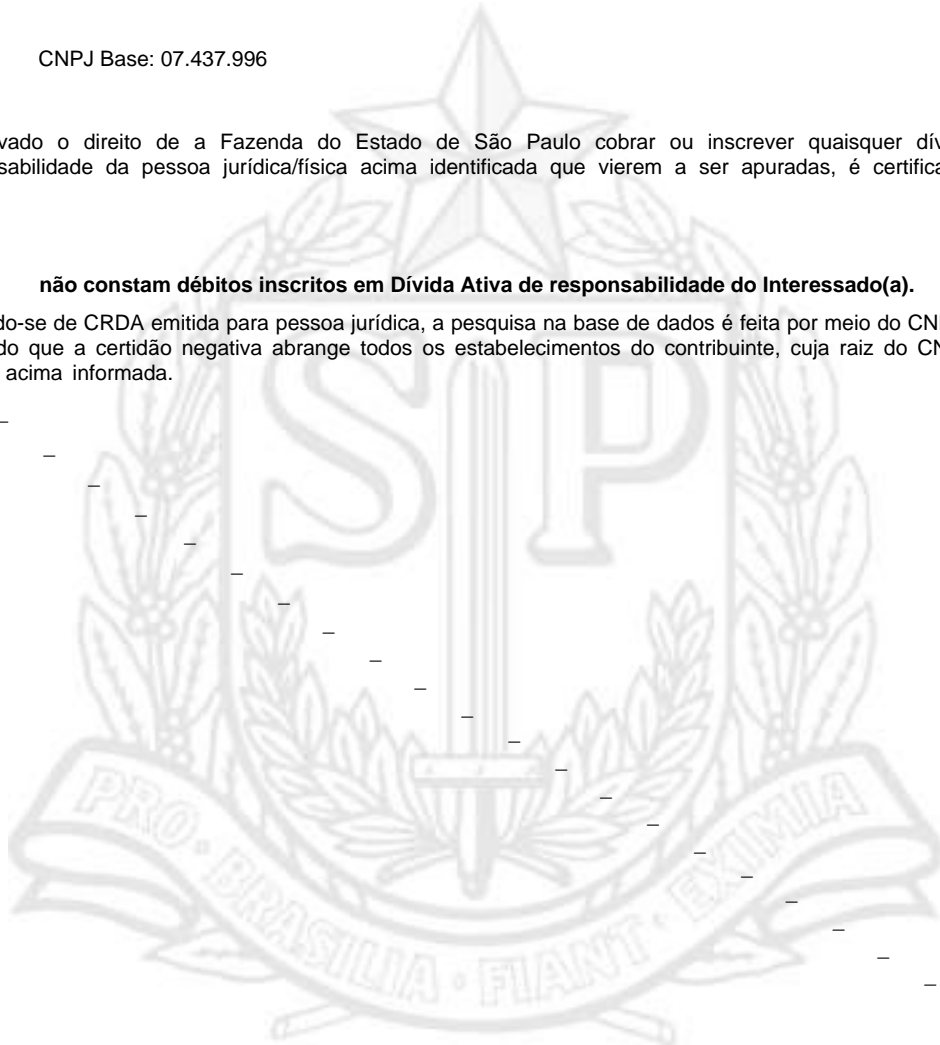 CNPJ Base: 07.437.996
vado o direito de a Fazenda do Estado de São Paulo cobrar ou inscrever quaisquer dív
sabilidade da pessoa jurídica/física acima identificada que vierem a ser apuradas, é certifica
não constam débitos inscritos em Dívida Ativa de responsabilidade do Interessado(a).
do-se de CRDA emitida para pessoa jurídica, a pesquisa na base de dados é feita por meio do CN
do que a certidão negativa abrange todos os estabelecimentos do contribuinte, cuja raiz do CN
acima informada.
SP
PRO · BRASILIA · FIANT · EXIMIA